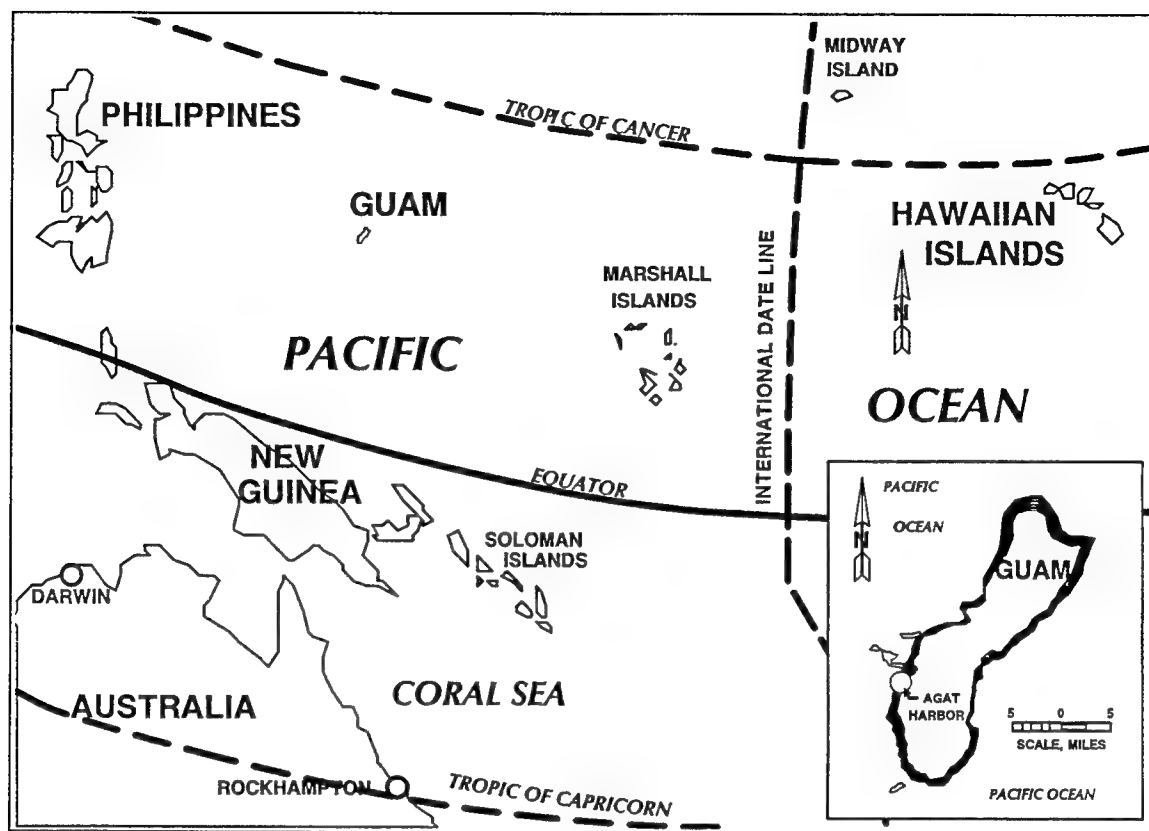 MIDWAY
ISLAND
TROPIC OF CANCER
PHILIPPINES
GUAM
HAWAIIAN
ISLANDS
N
INTERNATIONAL DATE LINE
MARSHALL
ISLANDS
PACIFIC
OCEAN
NEW
GUINEA
EQUATOR
SOLOMAN
ISLANDS
DARWIN
AUSTRALIA
CORAL SEA
ROCKHAMPTON
TROPIC OF CAPRICORN
PACIFIC
OCEAN
N
GUAM
AGAT
HARBOR
5 0 5
SCALE, MILES
PACIFIC OCEAN